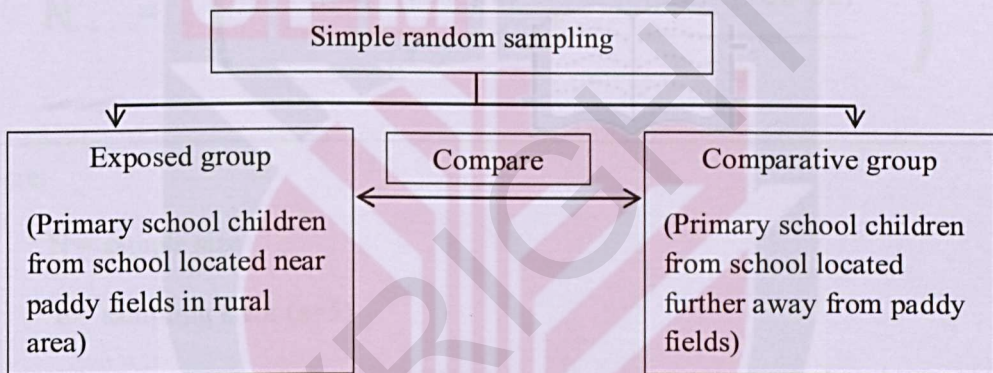 Simple random sampling
Exposed group
(Primary school children
from school located near
paddy fields in rural
area)
Compare
Comparative group
(Primary school children
from school located
further away from paddy
fields)